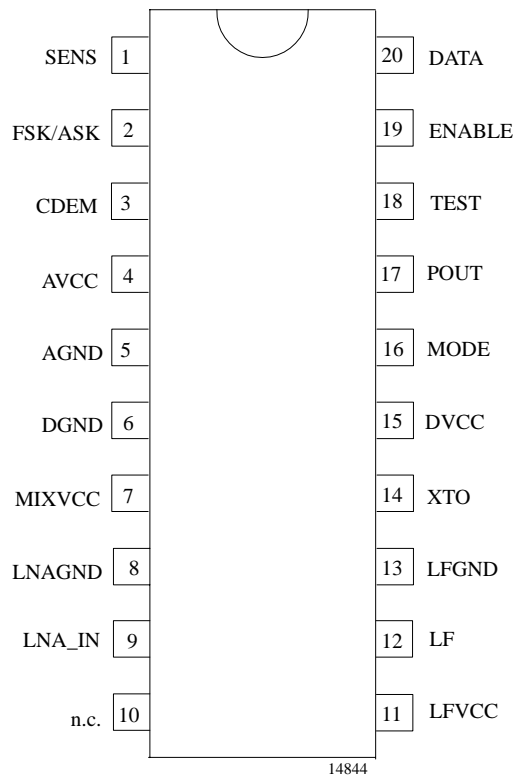 SENS 1 20 DATA
FSK/ASK 2 19 ENABLE
CDEM 3 18 TEST
AVCC 4 17 POUT
AGND 5 16 MODE
DGND 6 15 DVCC
MIXVCC 7 14 XTO
LNAGND 8 13 LFGND
LNA_IN 9 12 LF
n.c. 10 11 LFVCC
14844